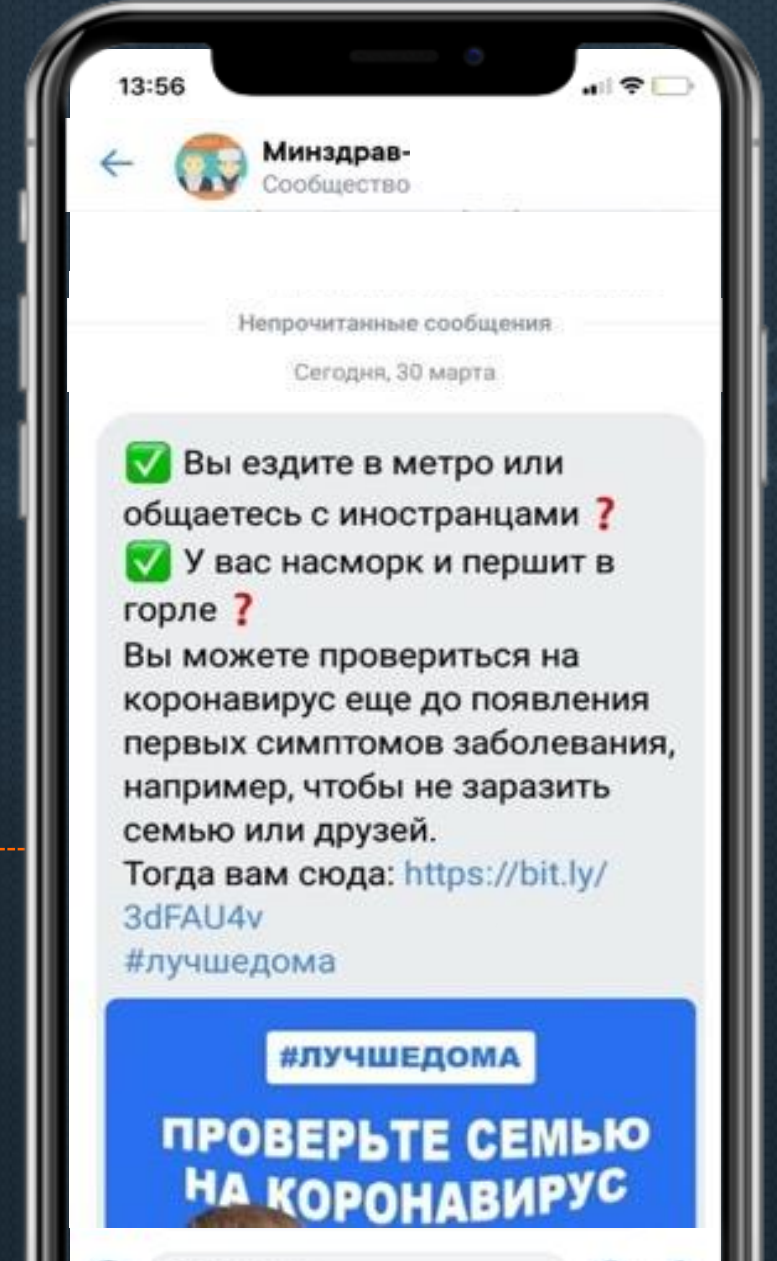 13:56
Минздрав-
Сообщество
Непрочитанные сообщения
Сегодня, 30 марта
✅ Вы ездите в метро или
общаетесь с иностранцами ❓
✅ У вас насморк и першит в
горле ❓
Вы можете провериться на
коронавирус еще до появления
первых симптомов заболевания,
например, чтобы не заразить
семью или друзей.
Тогда вам сюда: https://bit.ly/
3dFAU4v
#лучшедома
#ЛУЧШЕДОМА
ПРОВЕРЬТЕ СЕМЬЮ
НА КОРОНАВИРУС